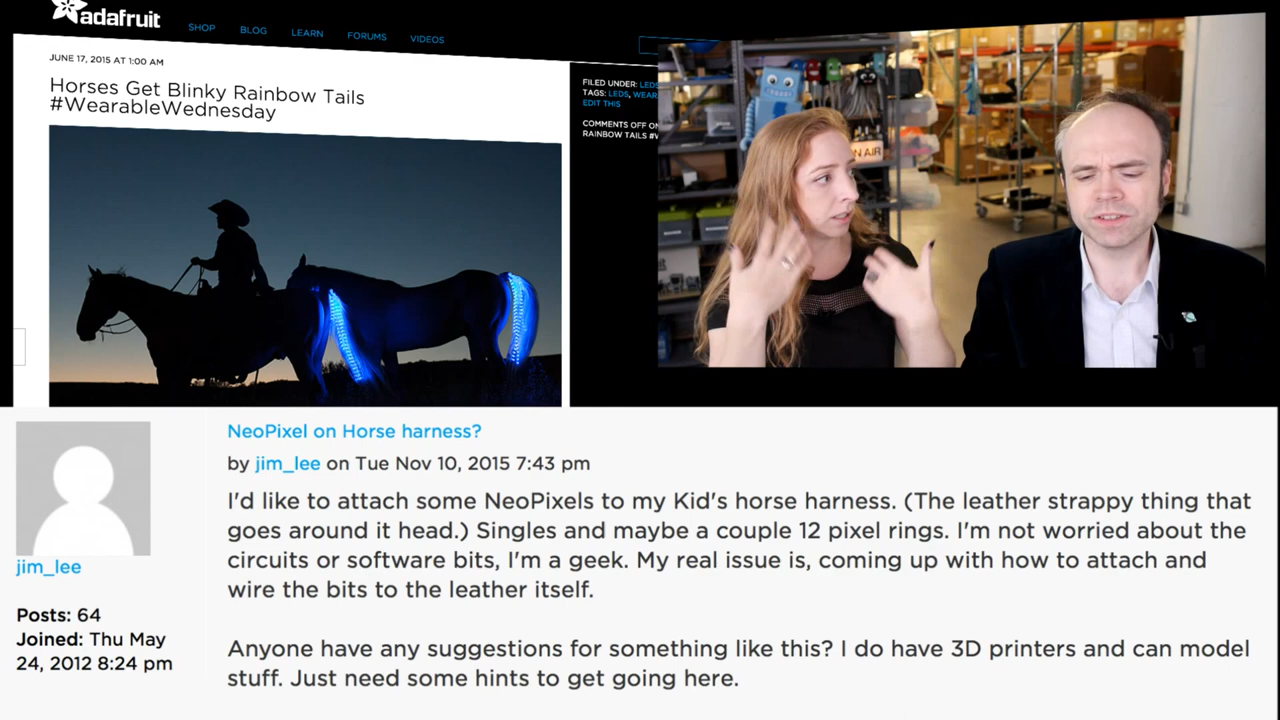 adafruit
SHOP BLOG LEARN FORUMS VIDEOS
JUNE 17, 2015 AT 1:00 AM
Horses Get Blinky Rainbow Tails
#WearableWednesday
FILED UNDER: LEDS
TAGS: LEDS, WEAR
EDIT THIS
COMMENTS OFF ON
RAINBOW TAILS #W
ON AIR
NeoPixel on Horse harness?
by jim_lee on Tue Nov 10, 2015 7:43 pm
I'd like to attach some NeoPixels to my Kid's horse harness. (The leather strappy thing that
goes around it head.) Singles and maybe a couple 12 pixel rings. I'm not worried about the
circuits or software bits, I'm a geek. My real issue is, coming up with how to attach and
wire the bits to the leather itself.
Anyone have any suggestions for something like this? I do have 3D printers and can model
stuff. Just need some hints to get going here.
jim_lee
Posts: 64
Joined: Thu May
24, 2012 8:24 pm